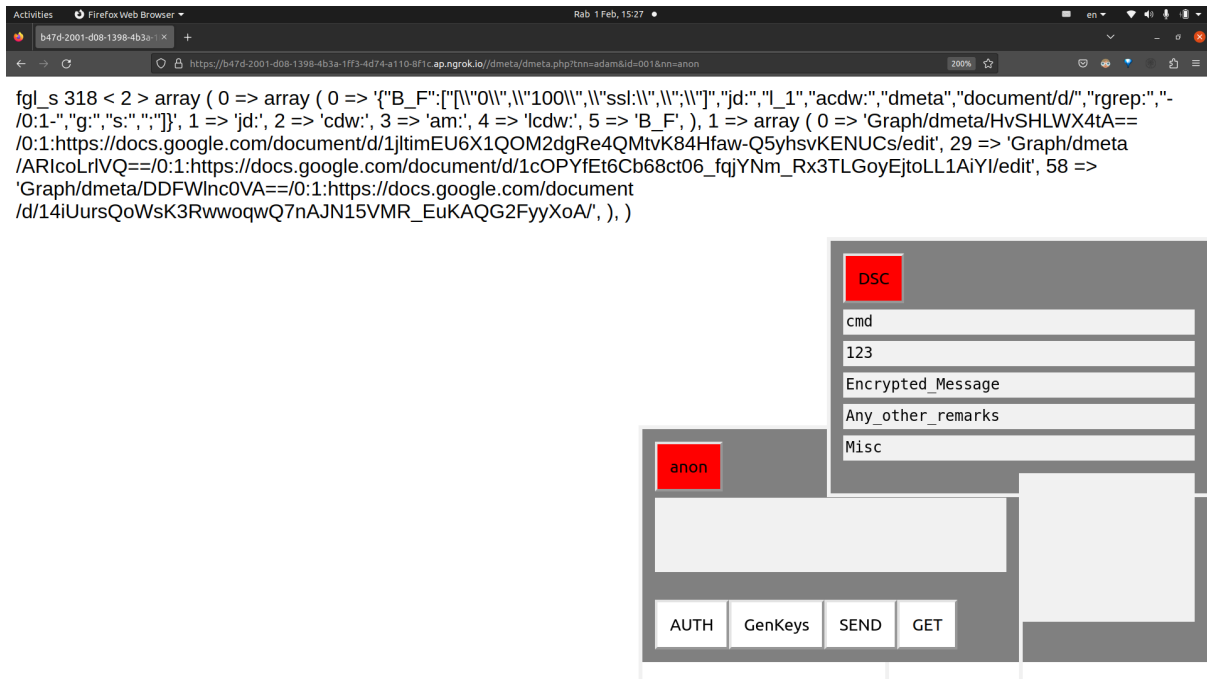 Activities Firefox Web Browser Rab 1 Feb, 15:27 en
b47d-2001-d08-1398-4b3a-1
https://b47d-2001-d08-1398-4b3a-1ff3-4d74-a110-8f1c.ap.ngrok.io//dmeta/dmeta.php?tnn=adam&id=001&nn=anon 200%
fgl_s 318 < 2 > array ( 0 => array ( 0 => '{"B_F":["[\\"0\\",\\"100\\",\\"ssl:\\",\\";\\"]","jd:","l_1","acdw:","dmeta","document/d/","rgrep:","-
/0:1-","g:","s:",";"]}', 1 => 'jd:', 2 => 'cdw:', 3 => 'am:', 4 => 'lcdw:', 5 => 'B_F', ), 1 => array ( 0 => 'Graph/dmeta/HvSHLWX4tA==
/0:1:https://docs.google.com/document/d/1jltimEU6X1QOM2dgRe4QMtvK84Hfaw-Q5yhsvKENUCs/edit', 29 => 'Graph/dmeta
/ARIcoLrlVQ==/0:1:https://docs.google.com/document/d/1cOPYfEt6Cb68ct06_fqjYNm_Rx3TLGoyEjtoLL1AiYI/edit', 58 =>
'Graph/dmeta/DDFWlnc0VA==/0:1:https://docs.google.com/document
/d/14iUursQoWsK3RwwoqwQ7nAJN15VMR_EuKAQG2FyyXoA/', ), )
DSC
cmd
123
Encrypted_Message
Any_other_remarks
Misc
anon
AUTH GenKeys SEND GET